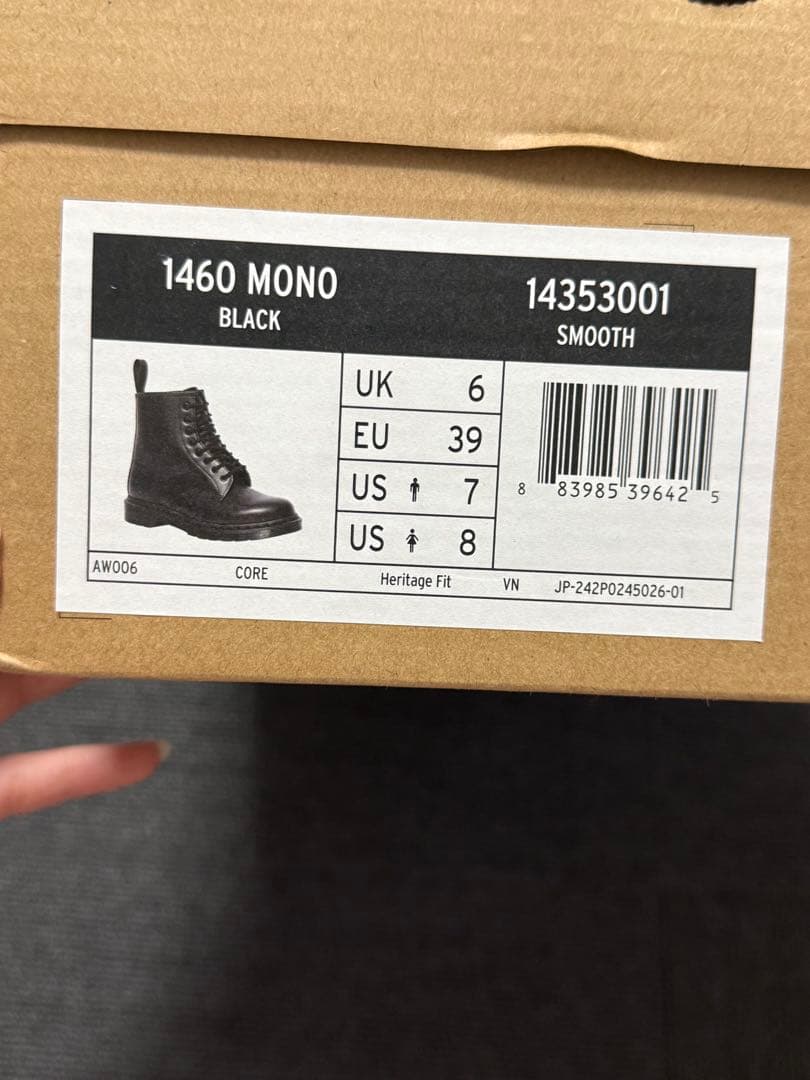 1460 MONO
BLACK
14353001
SMOOTH
UK 6
EU 39
US 7
US 8
8 83985 39642 5
AW006 CORE Heritage Fit VN JP-242P0245026-01